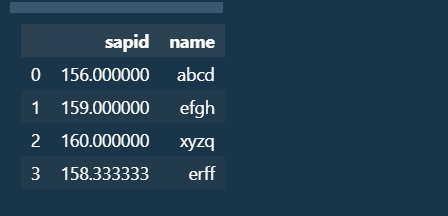 sapid name
0 156.000000 abcd
1 159.000000 efgh
2 160.000000 xyzq
3 158.333333 erff